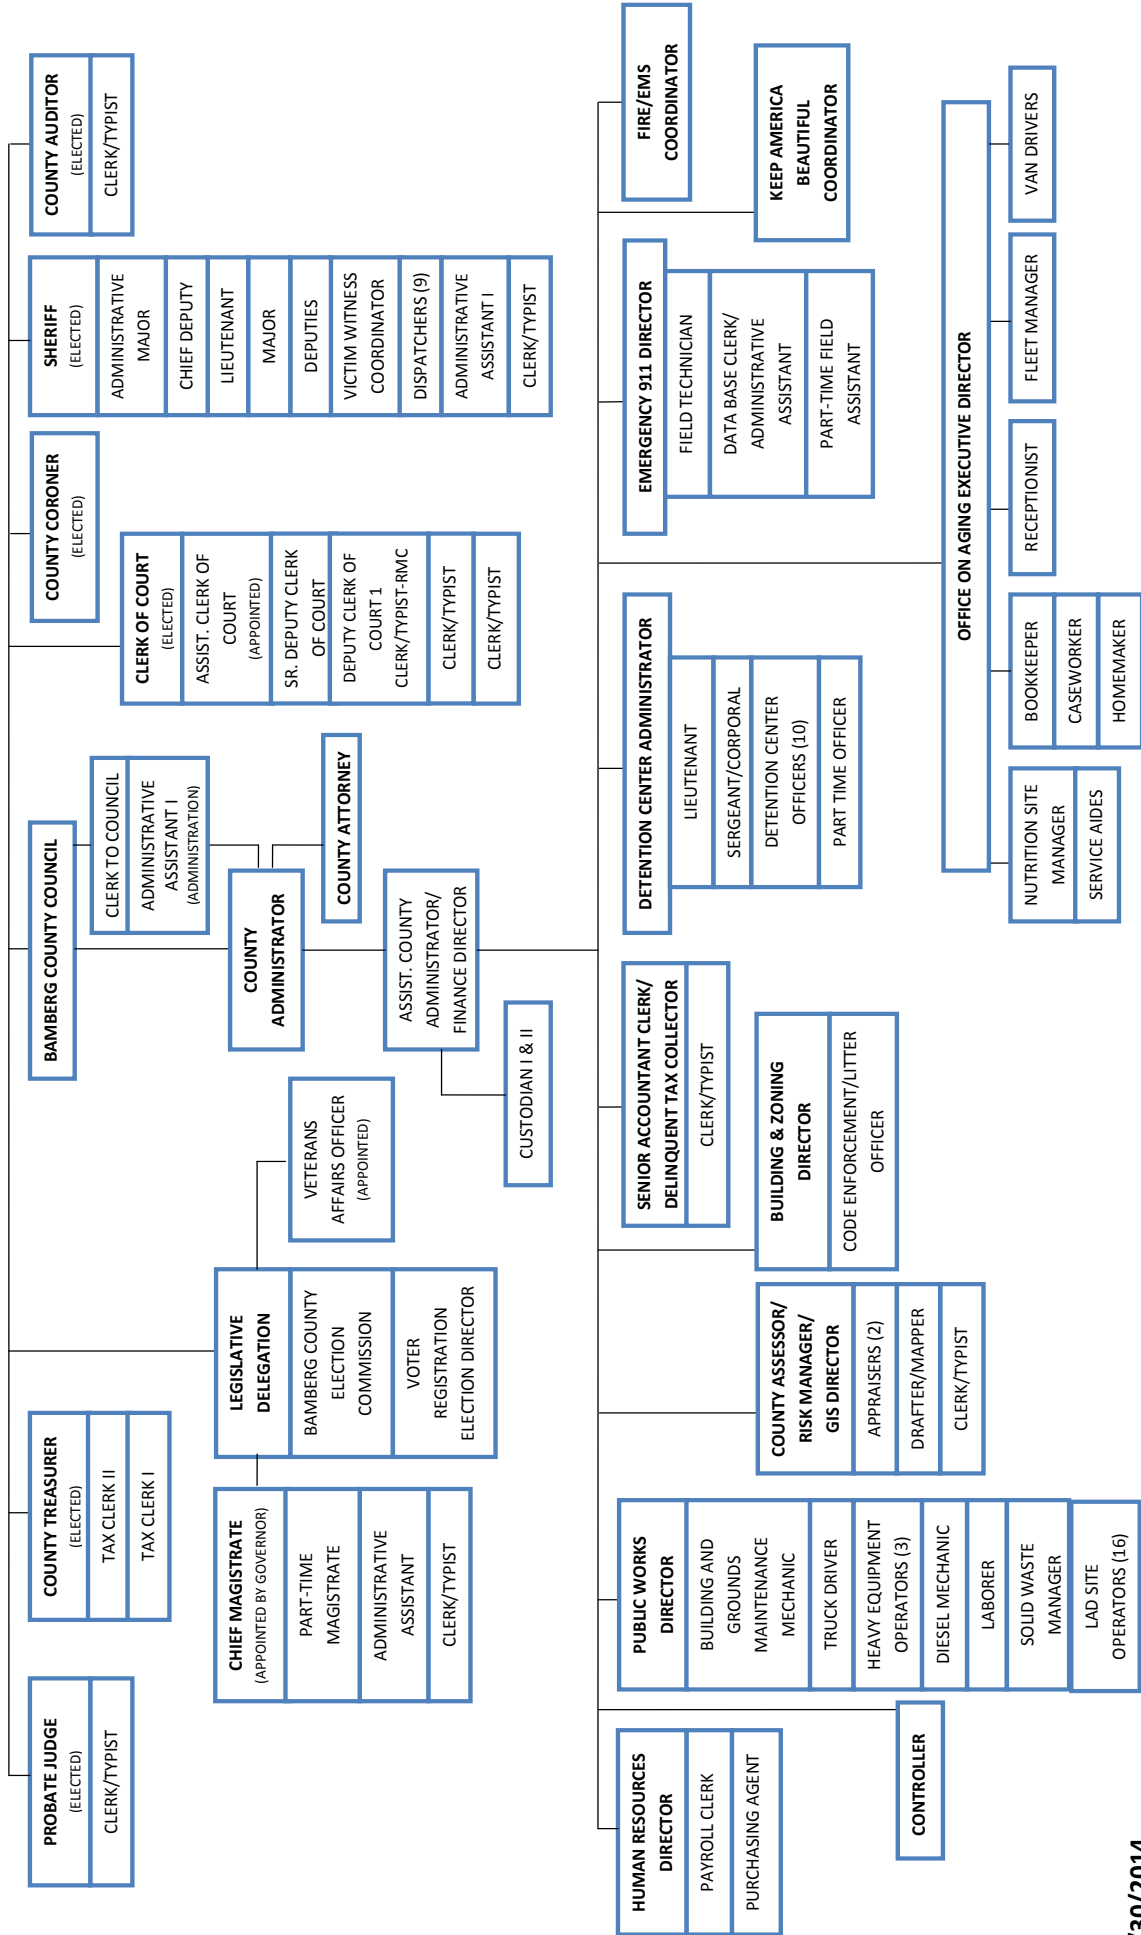 PROBATE JUDGE
(ELECTED)
CLERK/TYPIST
COUNTY TREASURER
(ELECTED)
TAX CLERK II
TAX CLERK I
BAMBERG COUNTY COUNCIL
CLERK TO COUNCIL
ADMINISTRATIVE
ASSISTANT I
(ADMINISTRATION)
COUNTY CORONER
(ELECTED)
SHERIFF
(ELECTED)
ADMINISTRATIVE
MAJOR
CHIEF DEPUTY
LIEUTENANT
MAJOR
DEPUTIES
VICTIM WITNESS
COORDINATOR
DISPATCHERS (9)
ADMINISTRATIVE
ASSISTANT I
CLERK/TYPIST
COUNTY AUDITOR
(ELECTED)
CLERK/TYPIST
CHIEF MAGISTRATE
(APPOINTED BY GOVERNOR)
PART-TIME
MAGISTRATE
ADMINISTRATIVE
ASSISTANT
CLERK/TYPIST
LEGISLATIVE
DELEGATION
BAMBERG COUNTY
ELECTION
COMMISSION
VOTER
REGISTRATION
ELECTION DIRECTOR
VETERANS
AFFAIRS OFFICER
(APPOINTED)
COUNTY
ADMINISTRATOR
COUNTY ATTORNEY
CLERK OF COURT
(ELECTED)
ASSIST. CLERK OF
COURT
(APPOINTED)
SR. DEPUTY CLERK
OF COURT
DEPUTY CLERK OF
COURT 1
CLERK/TYPIST-RMC
CLERK/TYPIST
CLERK/TYPIST
ASSIST. COUNTY
ADMINISTRATOR/
FINANCE DIRECTOR
CUSTODIAN I & II
HUMAN RESOURCES
DIRECTOR
PAYROLL CLERK
PURCHASING AGENT
CONTROLLER
PUBLIC WORKS
DIRECTOR
BUILDING AND
GROUNDS
MAINTENANCE
MECHANIC
TRUCK DRIVER
HEAVY EQUIPMENT
OPERATORS (3)
DIESEL MECHANIC
LABORER
SOLID WASTE
MANAGER
LAD SITE
OPERATORS (16)
COUNTY ASSESSOR/
RISK MANAGER/
GIS DIRECTOR
APPRAISERS (2)
DRAFTER/MAPPER
CLERK/TYPIST
SENIOR ACCOUNTANT CLERK/
DELINQUENT TAX COLLECTOR
CLERK/TYPIST
BUILDING & ZONING
DIRECTOR
CODE ENFORCEMENT/LITTER
OFFICER
DETENTION CENTER ADMINISTRATOR
LIEUTENANT
SERGEANT/CORPORAL
DETENTION CENTER
OFFICERS (10)
PART TIME OFFICER
EMERGENCY 911 DIRECTOR
FIELD TECHNICIAN
DATA BASE CLERK/
ADMINISTRATIVE
ASSISTANT
PART-TIME FIELD
ASSISTANT
FIRE/EMS
COORDINATOR
KEEP AMERICA
BEAUTIFUL
COORDINATOR
OFFICE ON AGING EXECUTIVE DIRECTOR
NUTRITION SITE
MANAGER
SERVICE AIDES
BOOKKEEPER
CASEWORKER
HOMEMAKER
RECEPTIONIST
FLEET MANAGER
VAN DRIVERS
/30/2014